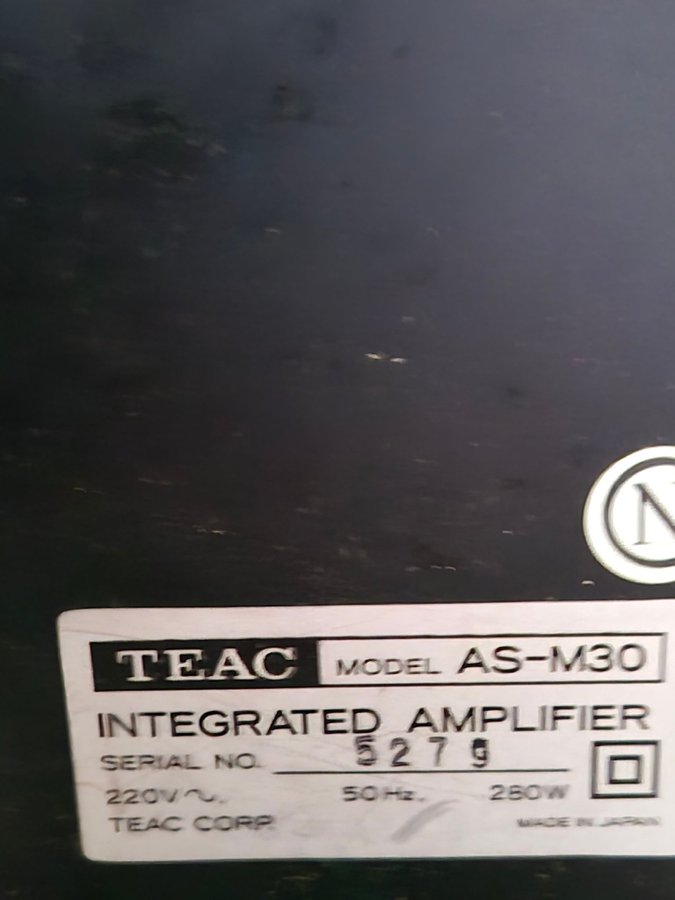 N
TEAC MODEL AS-M30
INTEGRATED AMPLIFIER
SERIAL NO. 5279
220V~. 50Hz. 280W
TEAC CORP. MADE IN JAPAN